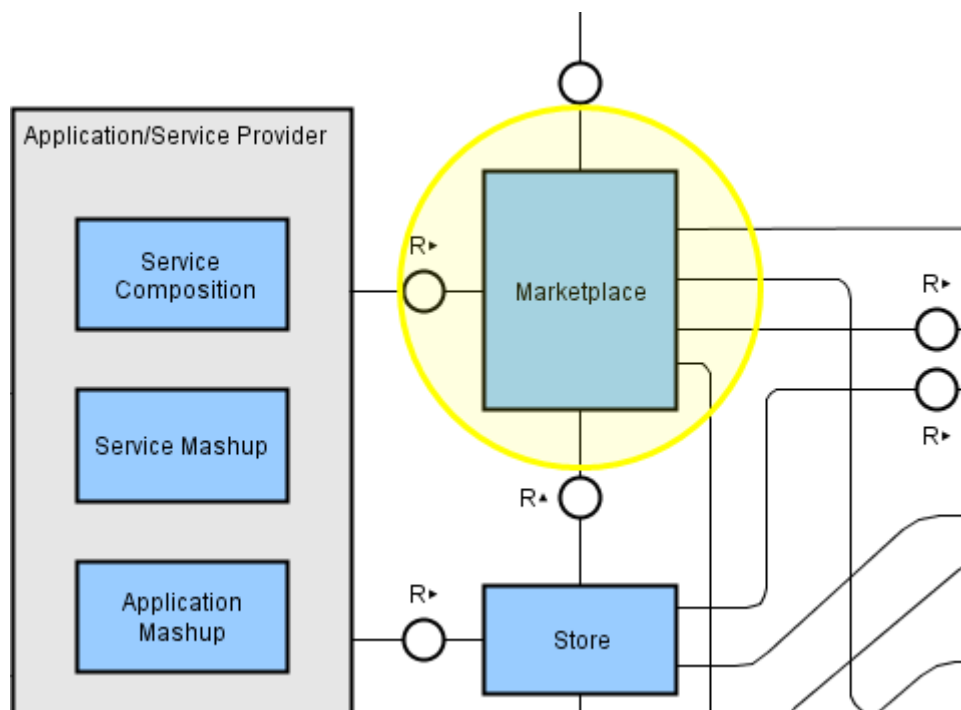 Application/Service Provider
Service
Composition
R▸
Marketplace
R▸
Service Mashup
R▸
R▴
Application
Mashup
R▸
Store